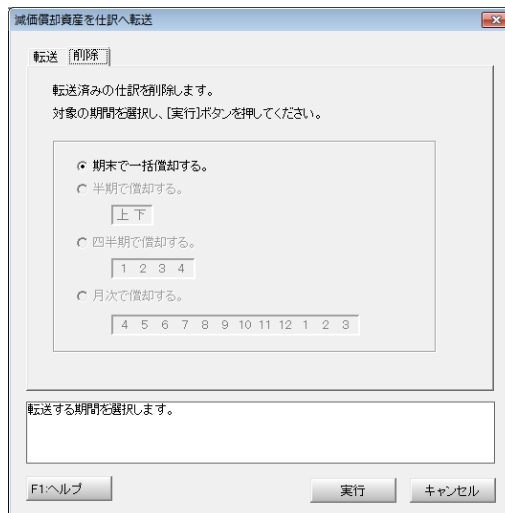 減価償却資産を仕訳へ転送
転送 削除
転送済みの仕訳を削除します。
対象の期間を選択し、[実行]ボタンを押してください。
期末で一括償却する。
半期で償却する。
上 下
四半期で償却する。
1 2 3 4
月次で償却する。
4 5 6 7 8 9 10 11 12 1 2 3
転送する期間を選択します。
F1:ヘルプ 実行 キャンセル